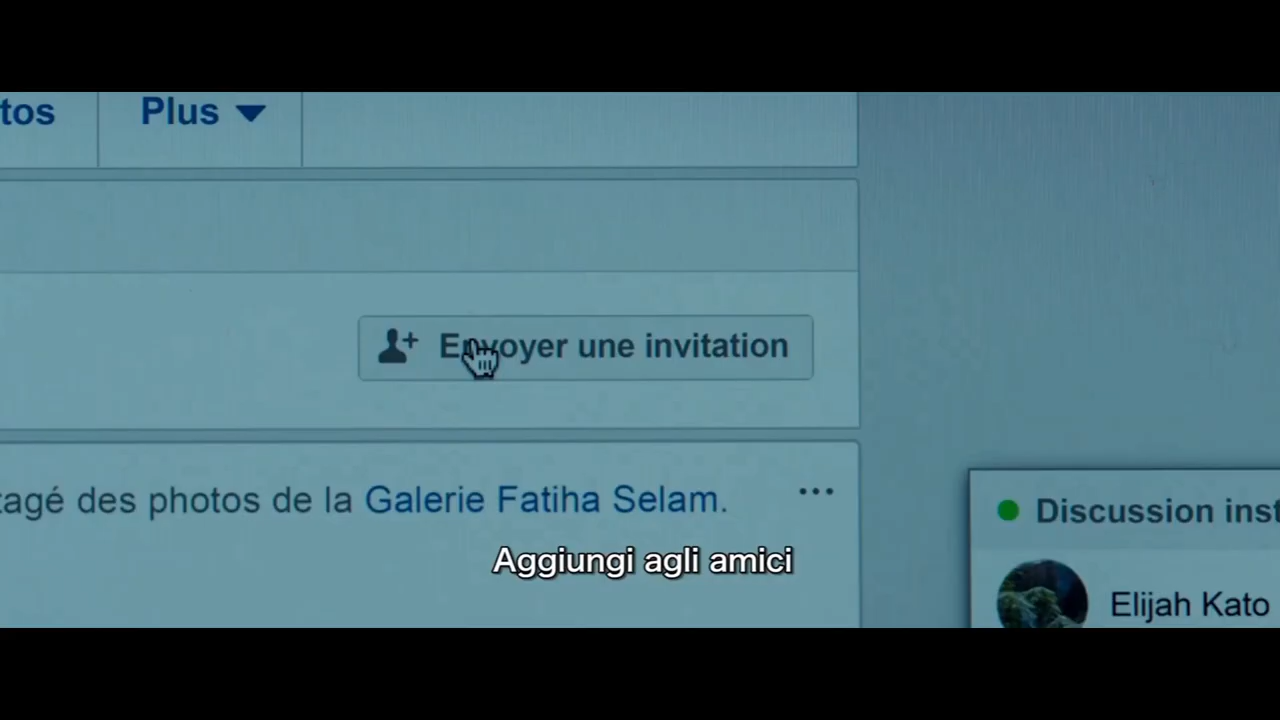 tos
Plus
Envoyer une invitation
tagé des photos de la Galerie Fatiha Selam.
Discussion inst
Aggiungi agli amici
Elijah Kato